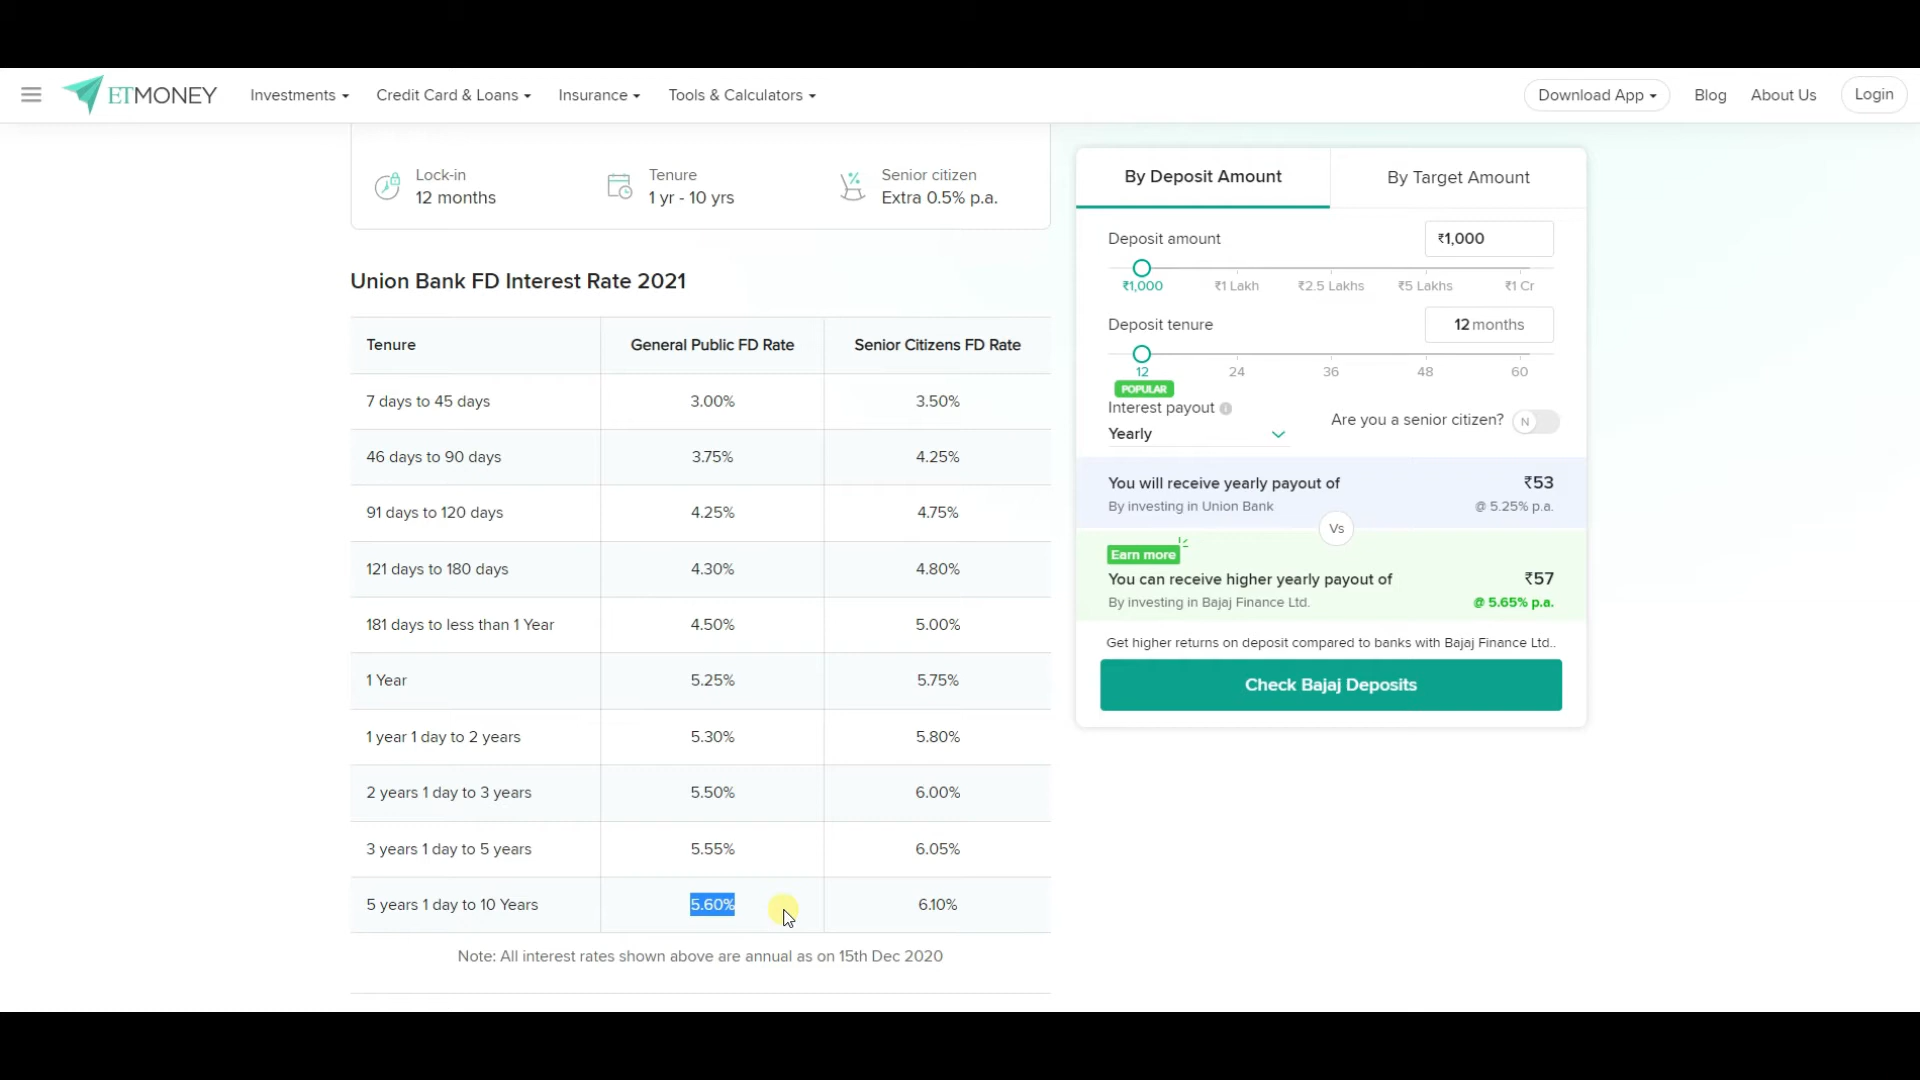 ETMONEY Investments Credit Card & Loans Insurance Tools & Calculators Download App Blog About Us Login
Lock-in
12 months
Tenure
1 yr - 10 yrs
Senior citizen
Extra 0.5% p.a.
Union Bank FD Interest Rate 2021
Tenure General Public FD Rate Senior Citizens FD Rate
7 days to 45 days 3.00% 3.50%
46 days to 90 days 3.75% 4.25%
91 days to 120 days 4.25% 4.75%
121 days to 180 days 4.30% 4.80%
181 days to less than 1 Year 4.50% 5.00%
1 Year 5.25% 5.75%
1 year 1 day to 2 years 5.30% 5.80%
2 years 1 day to 3 years 5.50% 6.00%
3 years 1 day to 5 years 5.55% 6.05%
5 years 1 day to 10 Years 5.60% 6.10%
Note: All interest rates shown above are annual as on 15th Dec 2020
By Deposit Amount By Target Amount
Deposit amount ₹1,000
₹1,000 ₹1 Lakh ₹2.5 Lakhs ₹5 Lakhs ₹1 Cr
Deposit tenure 12 months
12 24 36 48 60
POPULAR
Interest payout i
Yearly
Are you a senior citizen? N
You will receive yearly payout of ₹53
By investing in Union Bank @ 5.25% p.a.
Vs
Earn more
You can receive higher yearly payout of ₹57
By investing in Bajaj Finance Ltd. @ 5.65% p.a.
Get higher returns on deposit compared to banks with Bajaj Finance Ltd..
Check Bajaj Deposits